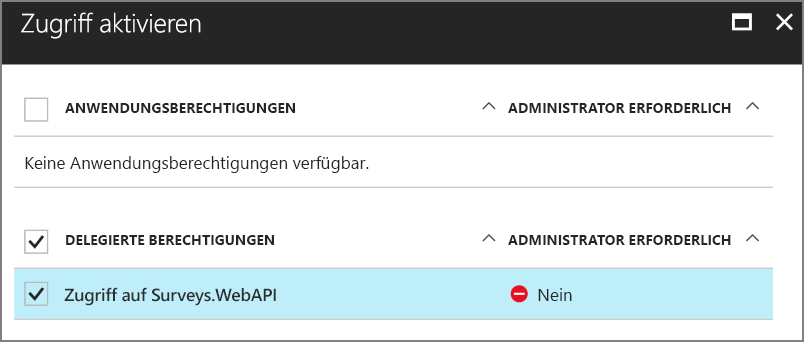 Zugriff aktivieren
ANWENDUNGSBERECHTIGUNGEN ADMINISTRATOR ERFORDERLICH
Keine Anwendungsberechtigungen verfügbar.
DELEGIERTE BERECHTIGUNGEN ADMINISTRATOR ERFORDERLICH
Zugriff auf Surveys.WebAPI Nein